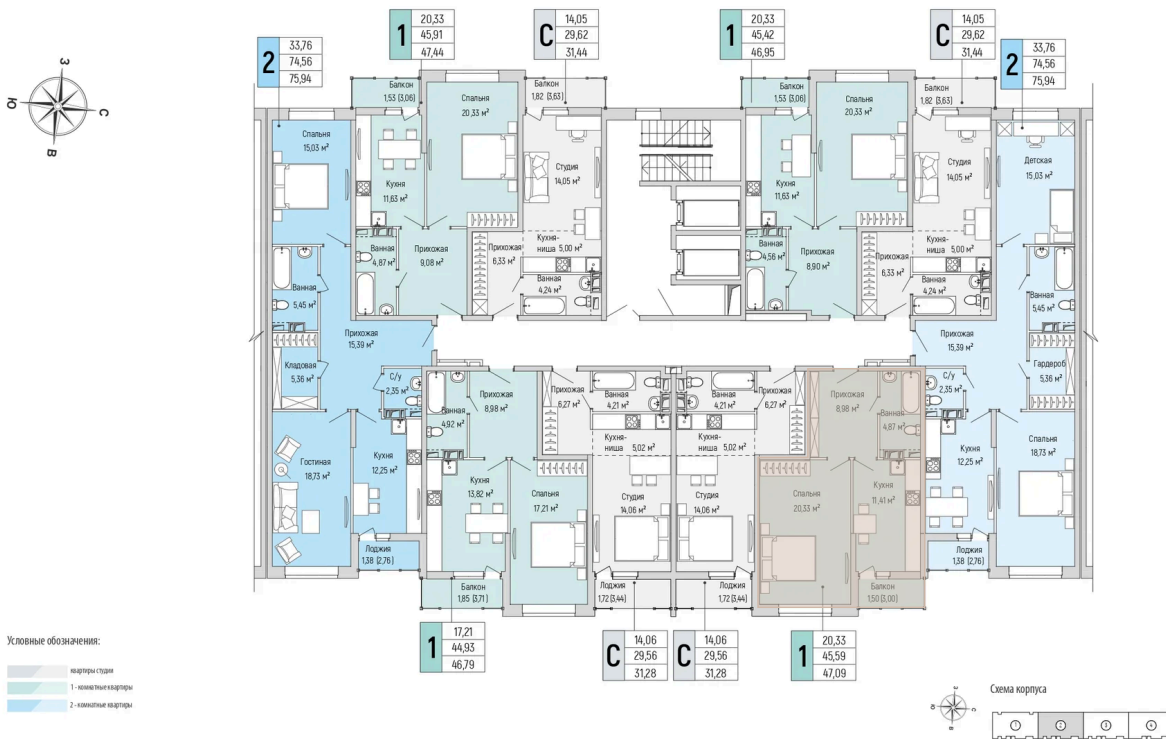 З
Ю
С
В
2
33,76
74,56
75,94
1
20,33
45,91
47,44
С
14,05
29,62
31,44
1
20,33
45,42
46,95
С
14,05
29,62
31,44
2
33,76
74,56
75,94
Балкон
1,53 (3,06)
Спальня
20,33 м²
Балкон
1,82 (3,63)
Балкон
1,53 (3,06)
Спальня
20,33 м²
Балкон
1,82 (3,63)
Спальня
15,03 м²
Кухня
11,63 м²
Студия
14,05 м²
Кухня
11,63 м²
Студия
14,05 м²
Детская
15,03 м²
Ванная
4,87 м²
Прихожая
9,08 м²
Прихожая
6,33 м²
Кухня-
ниша 5,00 м²
Ванная
4,24 м²
Ванная
4,56 м²
Прихожая
8,90 м²
Прихожая
6,33 м²
Кухня-
ниша 5,00 м²
Ванная
4,24 м²
Ванная
5,45 м²
Ванная
5,45 м²
Прихожая
15,39 м²
Прихожая
15,39 м²
Кладовая
5,36 м²
С/у
2,35 м²
Ванная
4,92 м²
Прихожая
8,98 м²
Прихожая
6,27 м²
Ванная
4,21 м²
Ванная
4,21 м²
Прихожая
6,27 м²
Прихожая
8,98 м²
Ванная
4,87 м²
С/у
2,35 м²
Гардероб
5,36 м²
Гостиная
18,73 м²
Кухня
12,25 м²
Кухня
13,82 м²
Спальня
17,21 м²
Кухня-
ниша 5,02 м²
Студия
14,06 м²
Кухня-
ниша 5,02 м²
Студия
14,06 м²
Спальня
20,33 м²
Кухня
11,41 м²
Кухня
12,25 м²
Спальня
18,73 м²
Лоджия
1,38 (2,76)
Балкон
1,85 (3,71)
Лоджия
1,72 (3,44)
Лоджия
1,72 (3,44)
Балкон
1,50 (3,00)
Лоджия
1,38 (2,76)
1
17,21
44,93
46,79
С
14,06
29,56
31,28
С
14,06
29,56
31,28
1
20,33
45,59
47,09
Условные обозначения:
квартиры студии
1 - комнатные квартиры
2 - комнатные квартиры
З
Ю
С
В
Схема корпуса
1
2
3
4